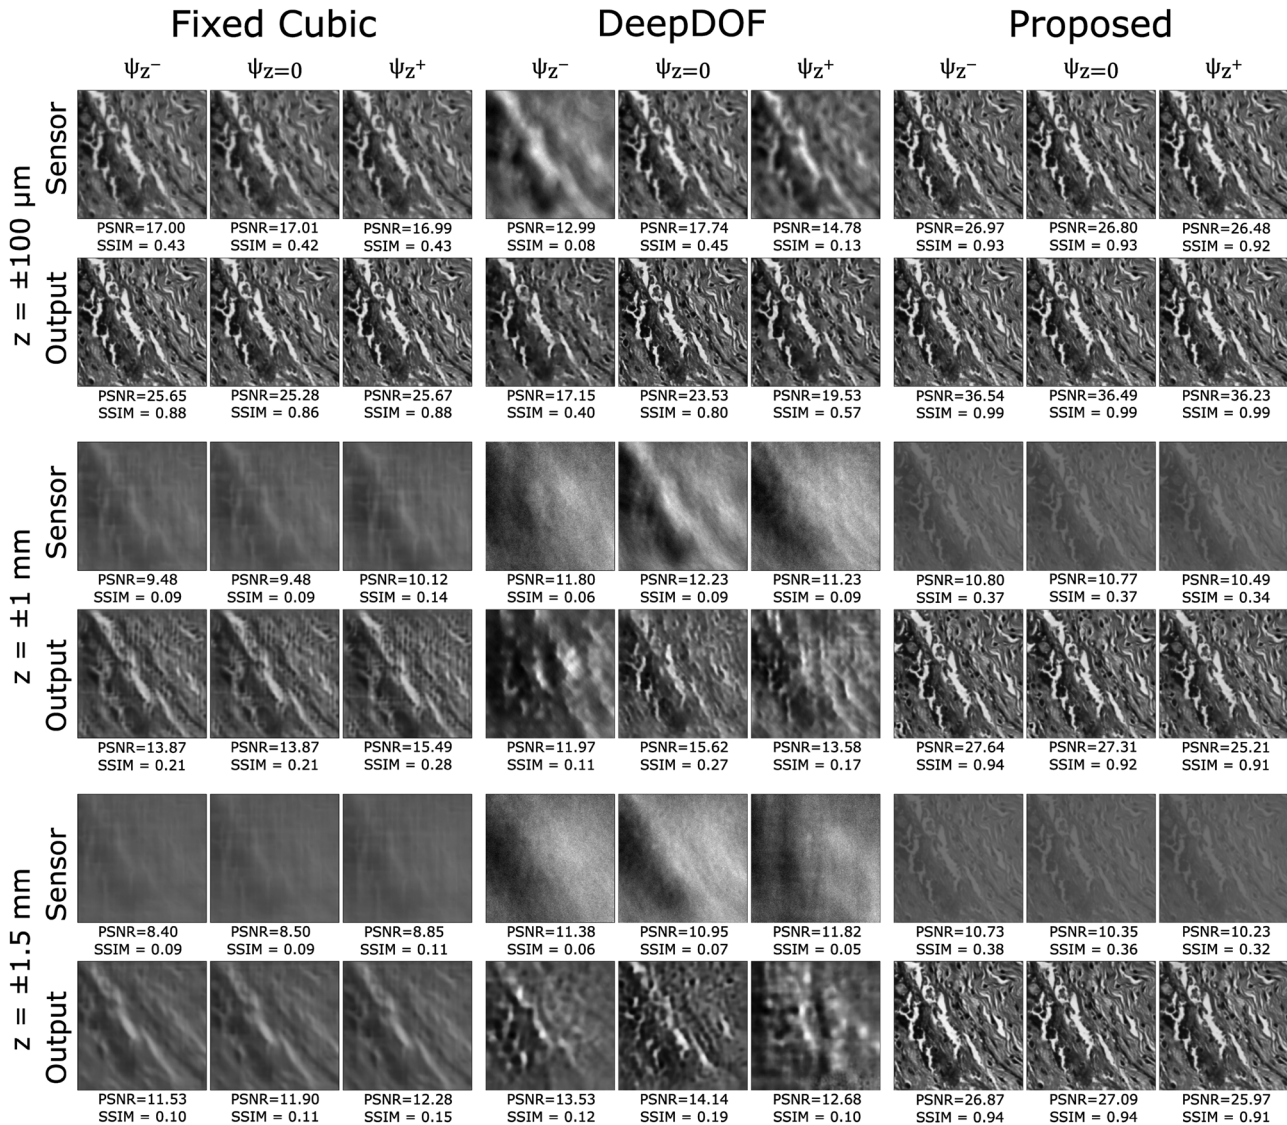 Fixed Cubic DeepDOF Proposed
ψz⁻ ψz=0 ψz⁺ ψz⁻ ψz=0 ψz⁺ ψz⁻ ψz=0 ψz⁺
z = ±100 μm
Sensor
PSNR=17.00 PSNR=17.01 PSNR=16.99 PSNR=12.99 PSNR=17.74 PSNR=14.78 PSNR=26.97 PSNR=26.80 PSNR=26.48
SSIM = 0.43 SSIM = 0.42 SSIM = 0.43 SSIM = 0.08 SSIM = 0.45 SSIM = 0.13 SSIM = 0.93 SSIM = 0.93 SSIM = 0.92
Output
PSNR=25.65 PSNR=25.28 PSNR=25.67 PSNR=17.15 PSNR=23.53 PSNR=19.53 PSNR=36.54 PSNR=36.49 PSNR=36.23
SSIM = 0.88 SSIM = 0.86 SSIM = 0.88 SSIM = 0.40 SSIM = 0.80 SSIM = 0.57 SSIM = 0.99 SSIM = 0.99 SSIM = 0.99
z = ±1 mm
Sensor
PSNR=9.48 PSNR=9.48 PSNR=10.12 PSNR=11.80 PSNR=12.23 PSNR=11.23 PSNR=10.80 PSNR=10.77 PSNR=10.49
SSIM = 0.09 SSIM = 0.09 SSIM = 0.14 SSIM = 0.06 SSIM = 0.09 SSIM = 0.09 SSIM = 0.37 SSIM = 0.37 SSIM = 0.34
Output
PSNR=13.87 PSNR=13.87 PSNR=15.49 PSNR=11.97 PSNR=15.62 PSNR=13.58 PSNR=27.64 PSNR=27.31 PSNR=25.21
SSIM = 0.21 SSIM = 0.21 SSIM = 0.28 SSIM = 0.11 SSIM = 0.27 SSIM = 0.17 SSIM = 0.94 SSIM = 0.92 SSIM = 0.91
z = ±1.5 mm
Sensor
PSNR=8.40 PSNR=8.50 PSNR=8.85 PSNR=11.38 PSNR=10.95 PSNR=11.82 PSNR=10.73 PSNR=10.35 PSNR=10.23
SSIM = 0.09 SSIM = 0.09 SSIM = 0.11 SSIM = 0.06 SSIM = 0.07 SSIM = 0.05 SSIM = 0.38 SSIM = 0.36 SSIM = 0.32
Output
PSNR=11.53 PSNR=11.90 PSNR=12.28 PSNR=13.53 PSNR=14.14 PSNR=12.68 PSNR=26.87 PSNR=27.09 PSNR=25.97
SSIM = 0.10 SSIM = 0.11 SSIM = 0.15 SSIM = 0.12 SSIM = 0.19 SSIM = 0.10 SSIM = 0.94 SSIM = 0.94 SSIM = 0.91